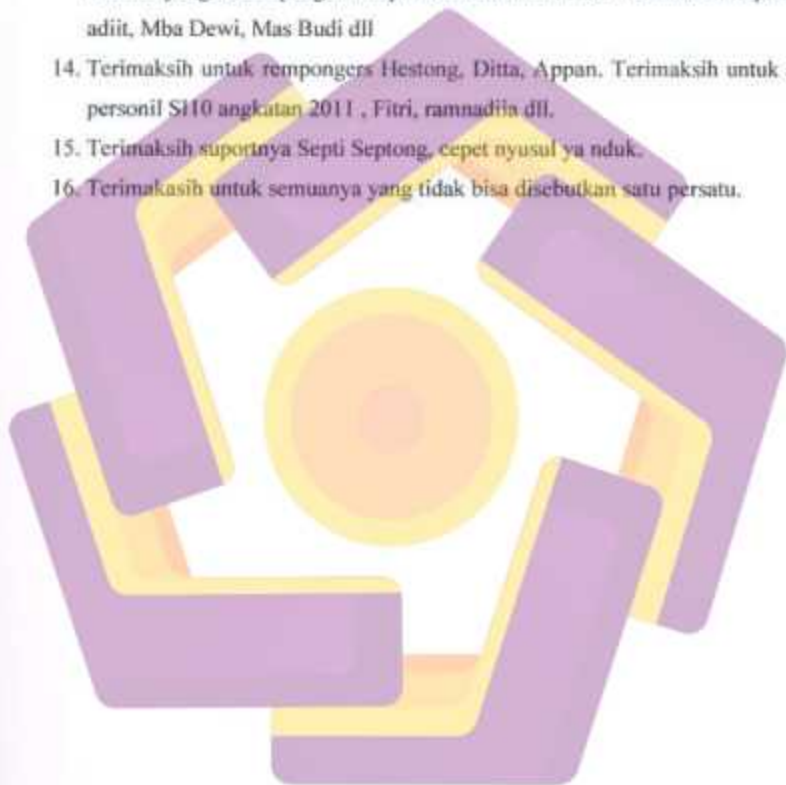 adiit, Mba Dewi, Mas Budi dll
14. Terimaksih untuk rempongers Hestong, Ditta, Appan. Terimaksih untuk
personil SI10 angkatan 2011 , Fitri, ramnadiia dll.
15. Terimaksih suportnya Septi Septong, cepet nyusul ya nduk.
16. Terimakasih untuk semuanya yang tidak bisa disebutkan satu persatu.